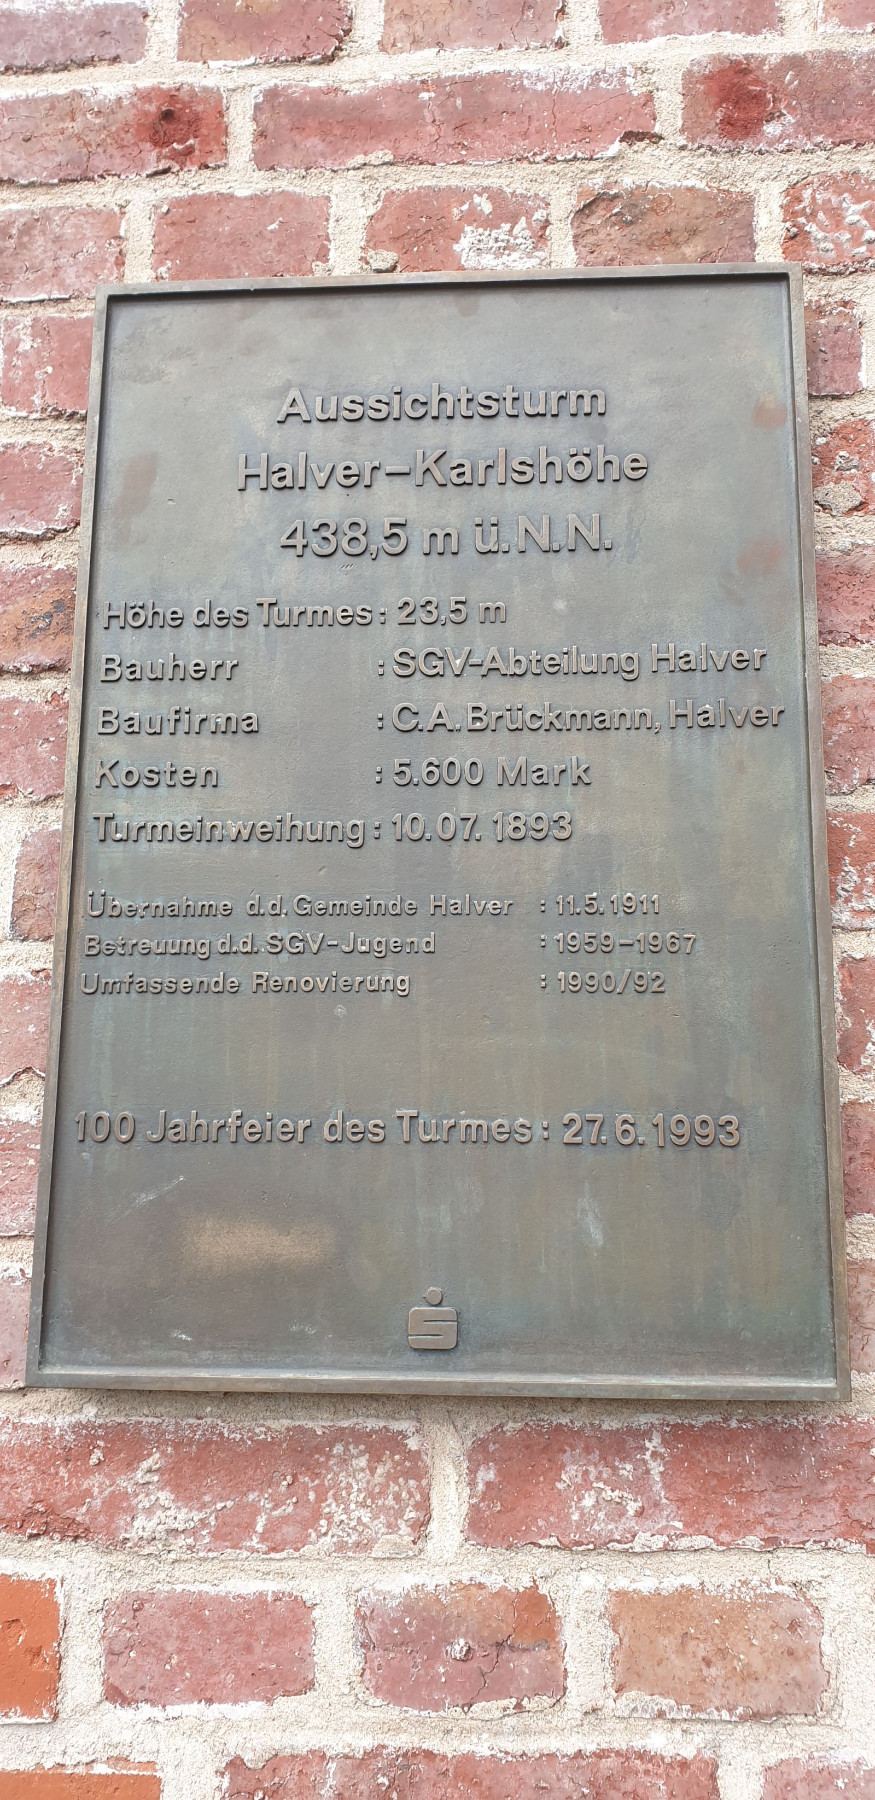 Aussichtsturm
Halver-Karlshöhe
438,5 m ü.N.N.
Höhe des Turmes: 23,5 m
Bauherr : SGV-Abteilung Halver
Baufirma : C.A.Brückmann, Halver
Kosten : 5.600 Mark
Turmeinweihung: 10.07.1893
Übernahme d.d.Gemeinde Halver : 11.5.1911
Betreuung d.d.SGV-Jugend : 1959-1967
Umfassende Renovierung : 1990/92
100 Jahrfeier des Turmes: 27.6.1993